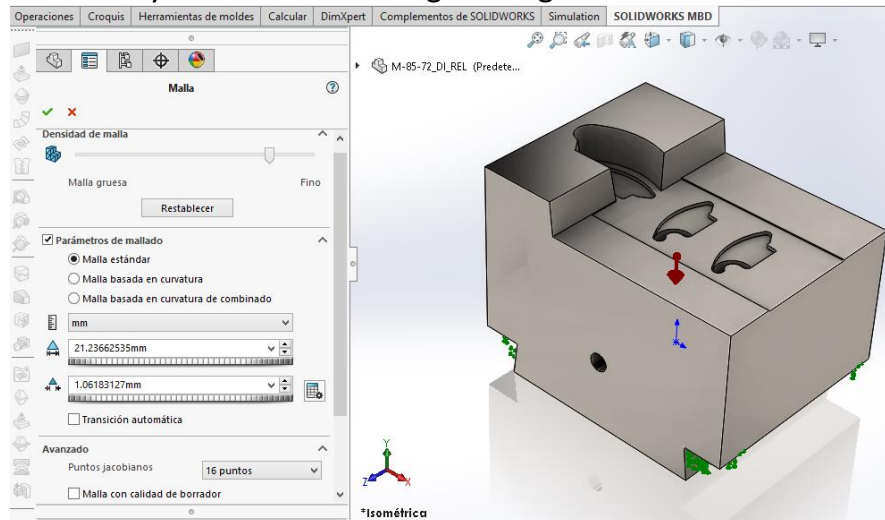 Operaciones Croquis Herramientas de moldes Calcular DimXpert Complementos de SOLIDWORKS Simulation SOLIDWORKS MBD
M-85-72_DI_REL (Predete...
Malla
Densidad de malla
Malla gruesa Fino
Restablecer
Parámetros de mallado
Malla estándar
Malla basada en curvatura
Malla basada en curvatura de combinado
mm
21.23662535mm
1.06183127mm
Transición automática
Avanzado
Puntos jacobianos 16 puntos
Malla con calidad de borrador
Y
Z X
*Isométrica